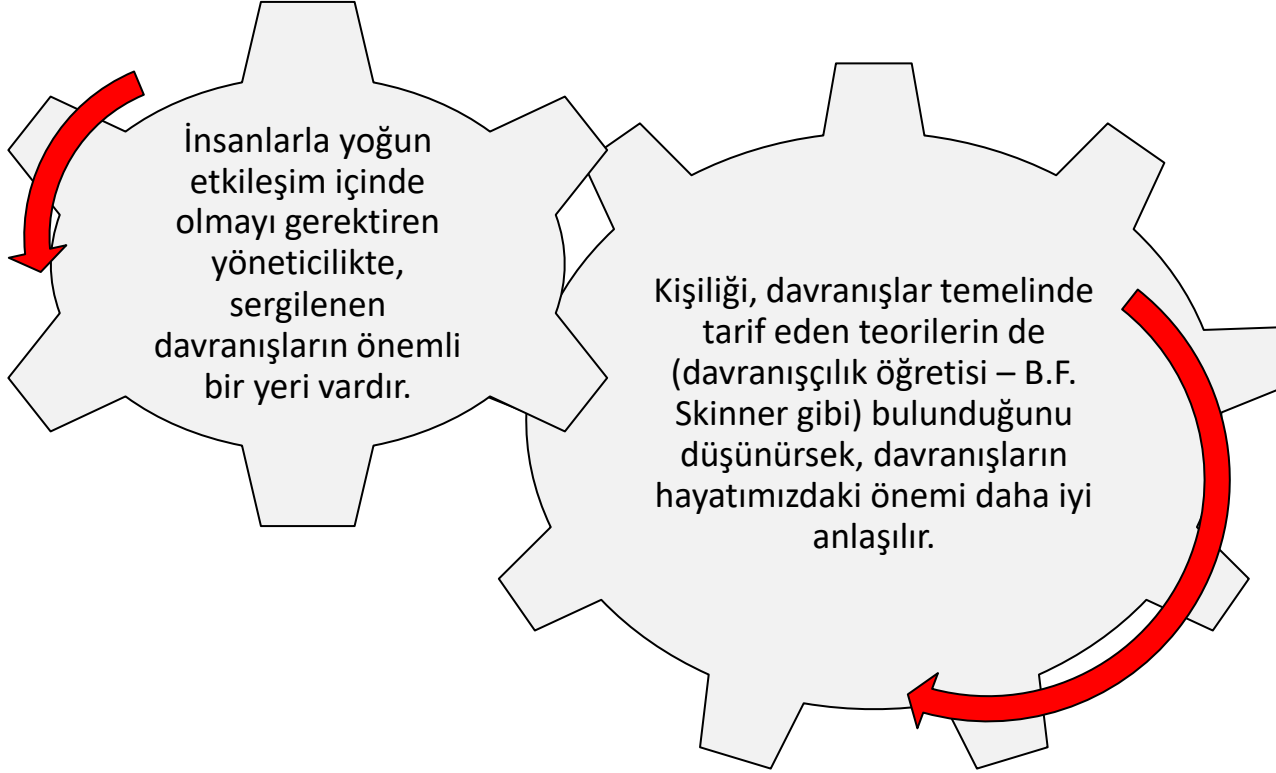 İnsanlarla yoğun
etkileşim içinde
olmayı gerektiren
yöneticilikte,
sergilenen
davranışların önemli
bir yeri vardır.
Kişiliği, davranışlar temelinde
tarif eden teorilerin de
(davranışçılık öğretisi – B.F.
Skinner gibi) bulunduğunu
düşünürsek, davranışların
hayatımızdaki önemi daha iyi
anlaşılır.